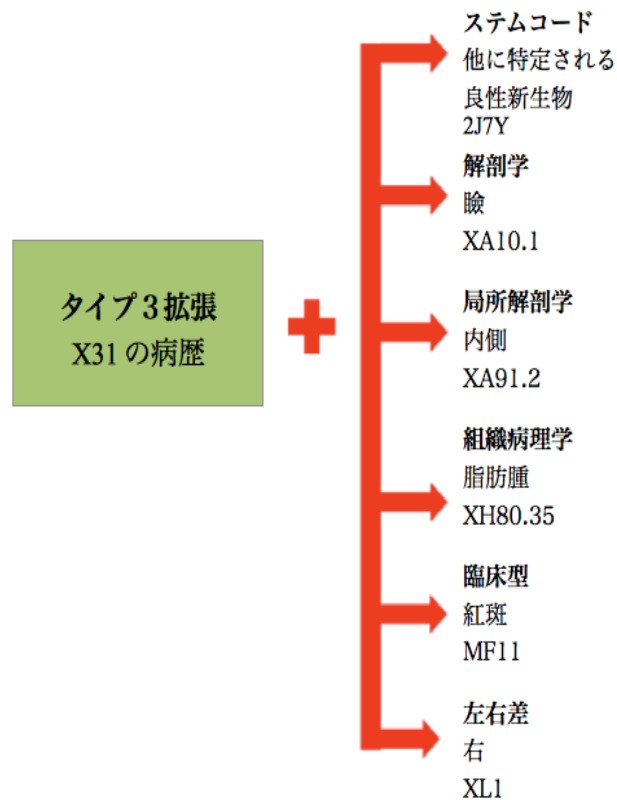 タイプ3拡張
X31の病歴
ステムコード
他に特定される
良性新生物
2J7Y
解剖学
瞼
XA10.1
局所解剖学
内側
XA91.2
組織病理学
脂肪腫
XH80.35
臨床型
紅斑
MF11
左右差
右
XL1